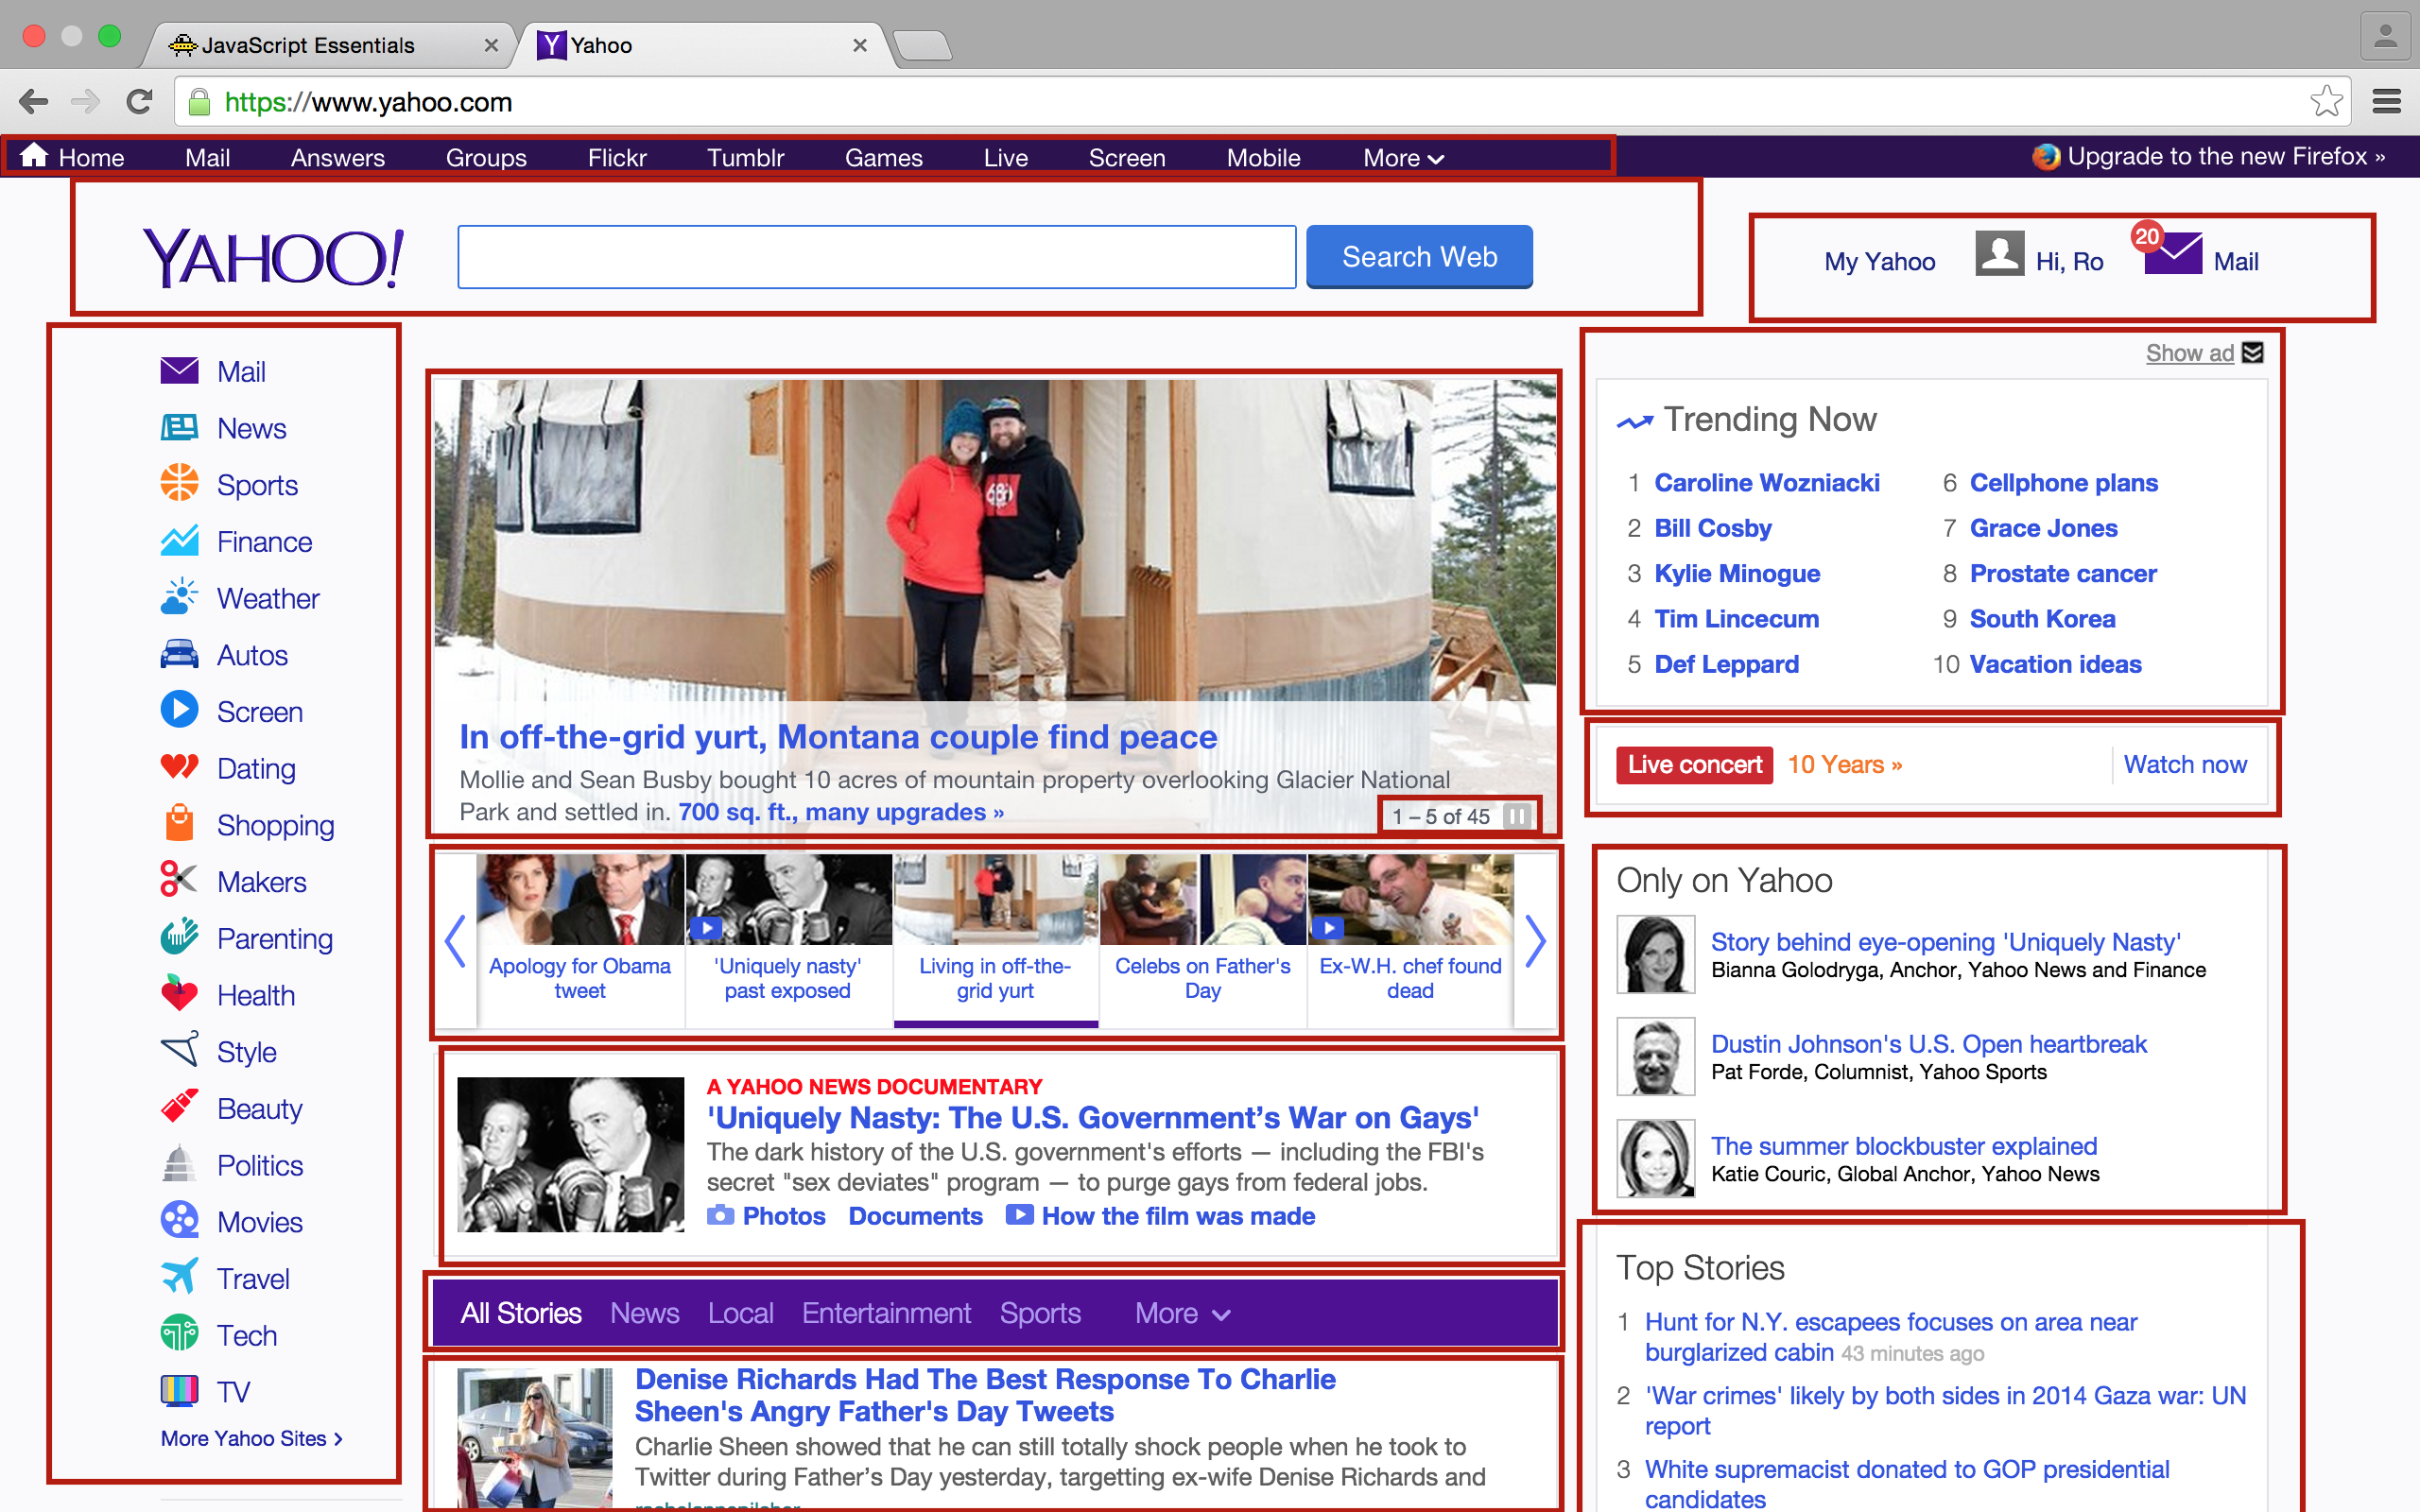 JavaScript Essentials
Yahoo
https://www.yahoo.com
Home Mail Answers Groups Flickr Tumblr Games Live Screen Mobile More
Upgrade to the new Firefox »
YAHOO!
Search Web
My Yahoo
Hi, Ro
20
Mail
Mail
News
Sports
Finance
Weather
Autos
Screen
Dating
Shopping
Makers
Parenting
Health
Style
Beauty
Politics
Movies
Travel
Tech
TV
More Yahoo Sites >
In off-the-grid yurt, Montana couple find peace
Mollie and Sean Busby bought 10 acres of mountain property overlooking Glacier National
Park and settled in. 700 sq. ft., many upgrades »
1 – 5 of 45
Apology for Obama
tweet
'Uniquely nasty'
past exposed
Living in off-the-
grid yurt
Celebs on Father's
Day
Ex-W.H. chef found
dead
A YAHOO NEWS DOCUMENTARY
'Uniquely Nasty: The U.S. Government’s War on Gays'
The dark history of the U.S. government's efforts — including the FBI's
secret "sex deviates" program — to purge gays from federal jobs.
Photos Documents How the film was made
All Stories News Local Entertainment Sports More
Denise Richards Had The Best Response To Charlie
Sheen's Angry Father's Day Tweets
Charlie Sheen showed that he can still totally shock people when he took to
Twitter during Father’s Day yesterday, targetting ex-wife Denise Richards and
Show ad
Trending Now
1 Caroline Wozniacki
2 Bill Cosby
3 Kylie Minogue
4 Tim Lincecum
5 Def Leppard
6 Cellphone plans
7 Grace Jones
8 Prostate cancer
9 South Korea
10 Vacation ideas
Live concert 10 Years » Watch now
Only on Yahoo
Story behind eye-opening 'Uniquely Nasty'
Bianna Golodryga, Anchor, Yahoo News and Finance
Dustin Johnson's U.S. Open heartbreak
Pat Forde, Columnist, Yahoo Sports
The summer blockbuster explained
Katie Couric, Global Anchor, Yahoo News
Top Stories
1 Hunt for N.Y. escapees focuses on area near
burglarized cabin 43 minutes ago
2 'War crimes' likely by both sides in 2014 Gaza war: UN
report
3 White supremacist donated to GOP presidential
candidates